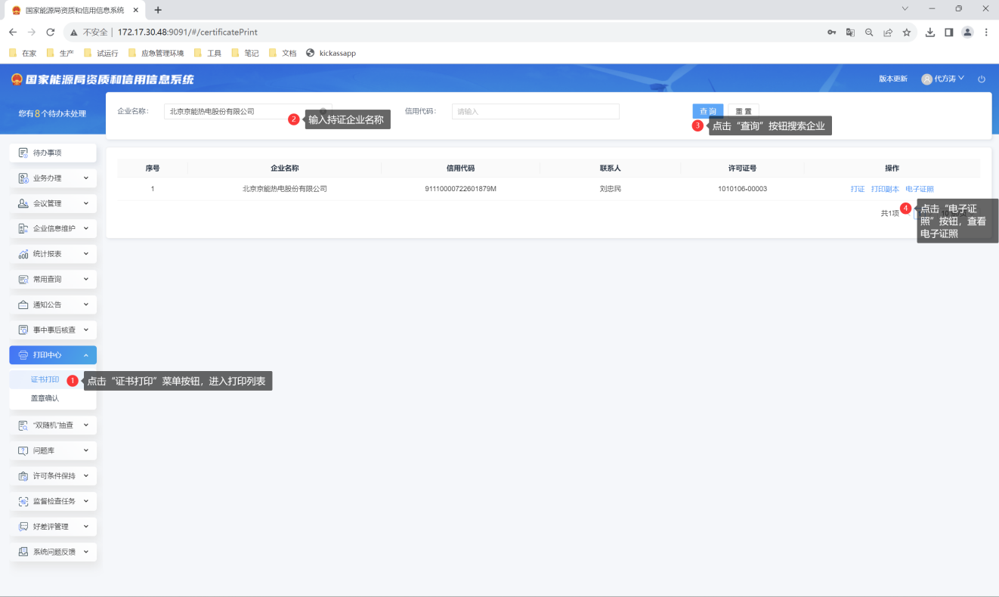 国家能源局资质和信用信息系统
不安全 | 172.17.30.48:9091/#/certificatePrint
在家 生产 试运行 应急管理环境 工具 笔记 文档 kickassapp
国家能源局资质和信用信息系统 版本更新 代方涛
您有8个待办未处理
企业名称： 北京京能热电股份有限公司 信用代码： 请输入 查 询 重 置
2 输入持证企业名称
3 点击“查询”按钮搜索企业
序号 企业名称 信用代码 联系人 许可证号 操作
1 北京京能热电股份有限公司 91110000722601879M 刘忠民 1010106-00003 打证 打印副本 电子证照
共1项
4 点击“电子证
照”按钮，查看
电子证照
待办事项
业务办理
会议管理
企业信息维护
统计报表
常用查询
通知公告
事中事后核查
打印中心
证书打印
1 点击“证书打印”菜单按钮，进入打印列表
盖章确认
“双随机”抽查
问题库
许可条件保持
监督检查任务
好差评管理
系统问题反馈